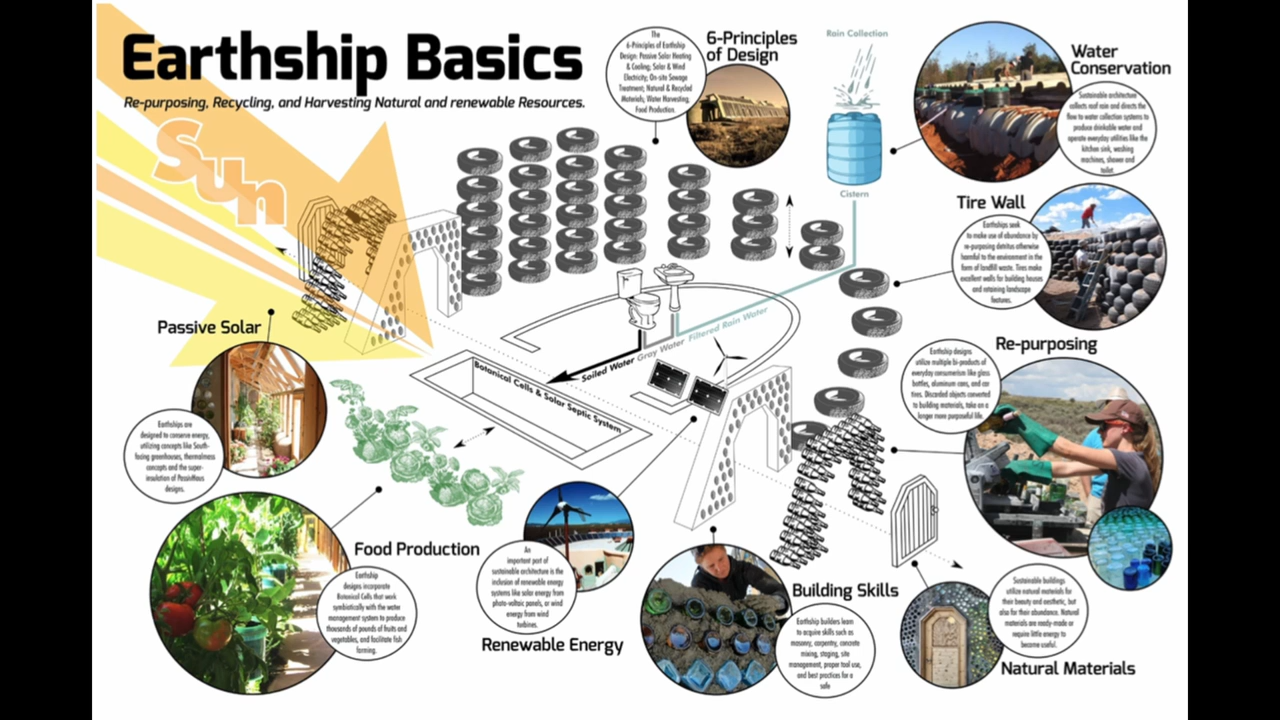 Earthship Basics
Re-purposing, Recycling, and Harvesting Natural and renewable Resources.
Sun
The
6-Principles of Earthship
Design: Passive Solar Heating
& Cooling; Solar & Wind
Electricity; On-site Sewage
Treatment; Natural & Recycled
Materials; Water Harvesting,
Food Production.
6-Principles
of Design
Rain Collection
Cistern
Water
Conservation
Sustainable architecture
collects roof rain and directs the
flow to water collection systems to
produce drinkable water and
operate everyday utilities like the
kitchen sink, washing
machines, shower and
toilet.
Tire Wall
Earthships seek
to make use of abundance by
re-purposing detritus otherwise
harmful to the environment in the
form of landfill waste. Tires make
excellent walls for building houses
and retaining landscape
features.
Passive Solar
Earthships are
designed to conserve energy,
utilizing concepts like South-
facing greenhouses, thermalmass
concepts and the super-
insulation of PassivHaus
designs.
Soiled Water
Gray Water
Filtered Rain Water
Botanical Cells & Solar Septic System
Re-purposing
Earthship designs
utilize multiple bi-products of
everyday consumerism like glass
bottles, aluminum cans, and car
tires. Discarded objects converted
to building materials, take on a
longer more purposeful life.
Food Production
Earthship
designs incorporate
Botanical Cells that work
symbiotically with the water
management system to produce
thousands of pounds of fruits and
vegetables, and facilitate fish
farming.
An
important part of
sustainable architecture is the
inclusion of renewable energy
systems like solar energy from
photo-voltaic panels, or wind
energy from wind
turbines.
Renewable Energy
Building Skills
Earthship builders learn
to acquire skills such as
masonry, carpentry, concrete
mixing, staging, site
management, proper tool use,
and best practices for a
safe
Sustainable buildings
utilize natural materials for
their beauty and aesthetic, but
also for their abundance. Natural
materials are ready-made or
require little energy to
become useful.
Natural Materials